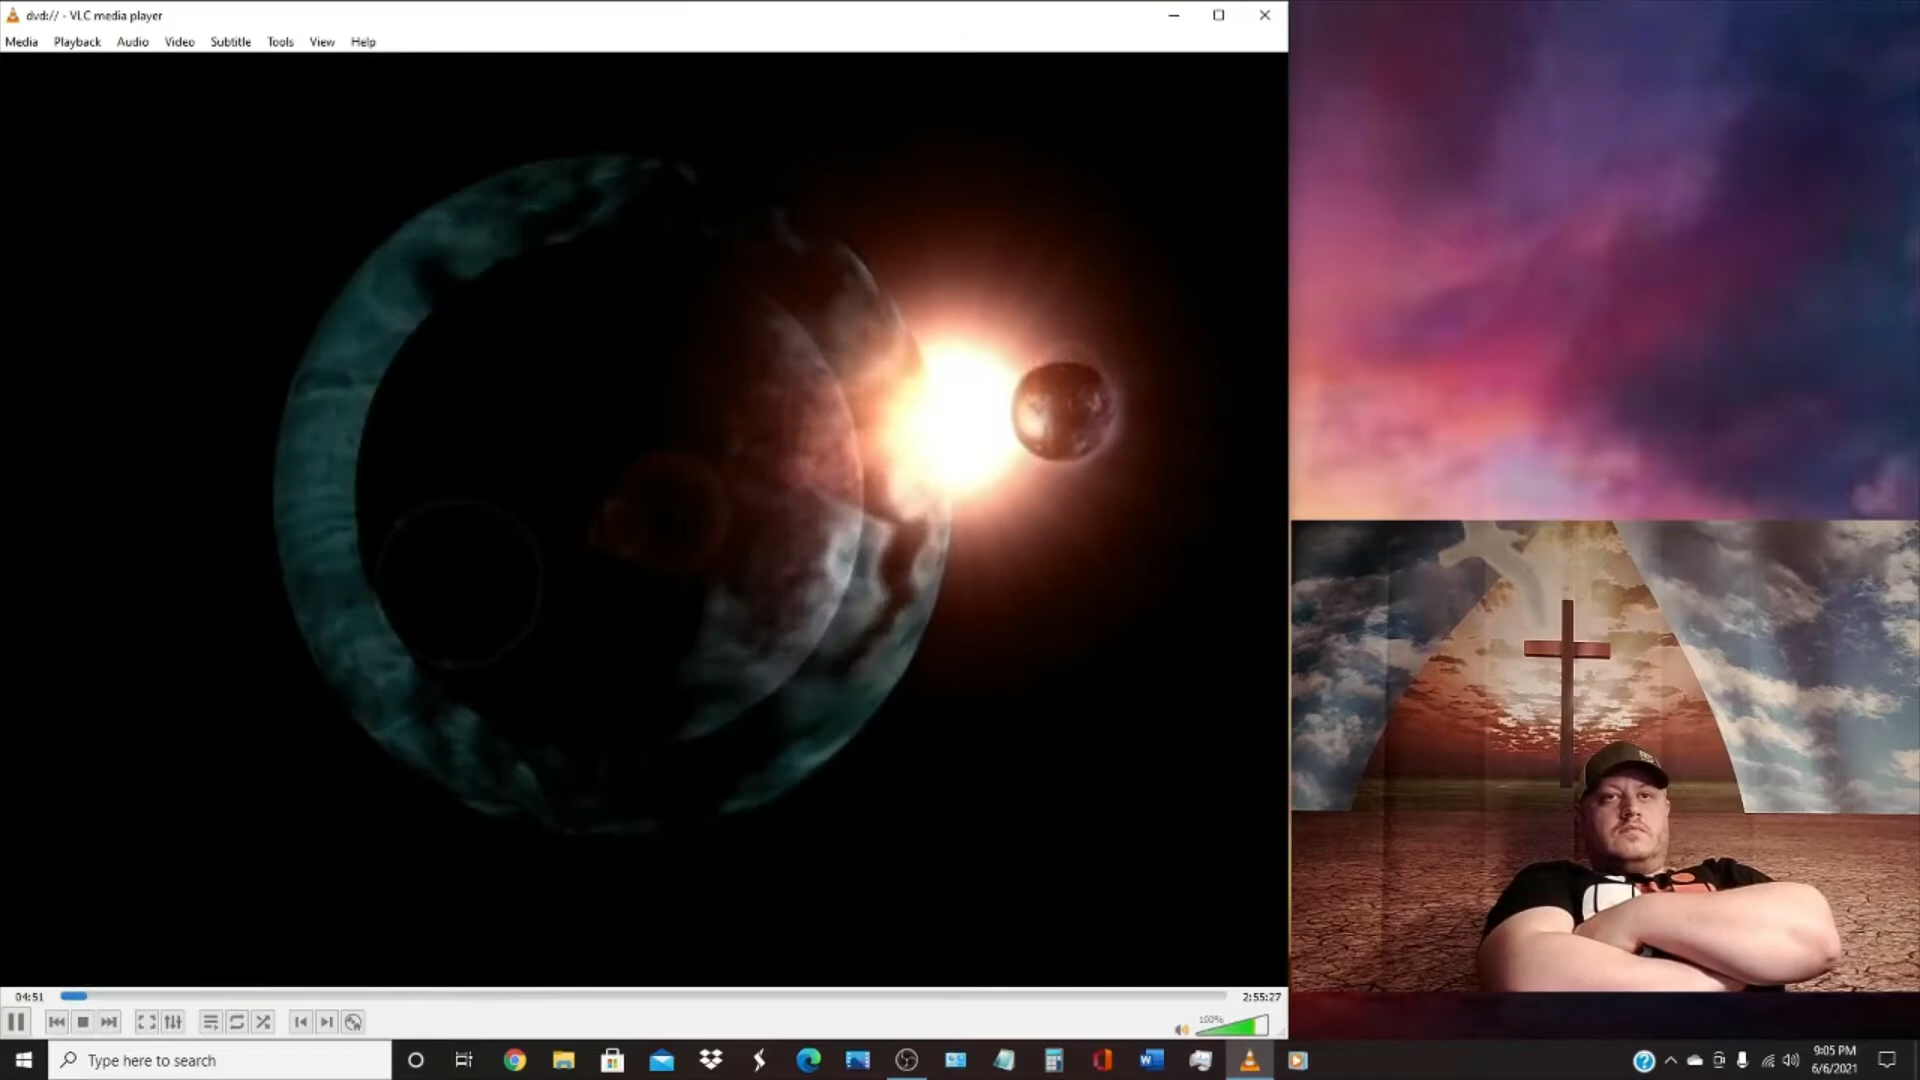 dvd:// - VLC media player
Media Playback Audio Video Subtitle Tools View Help
04:51
2:55:27
100%
Type here to search
9:05 PM
6/6/2021